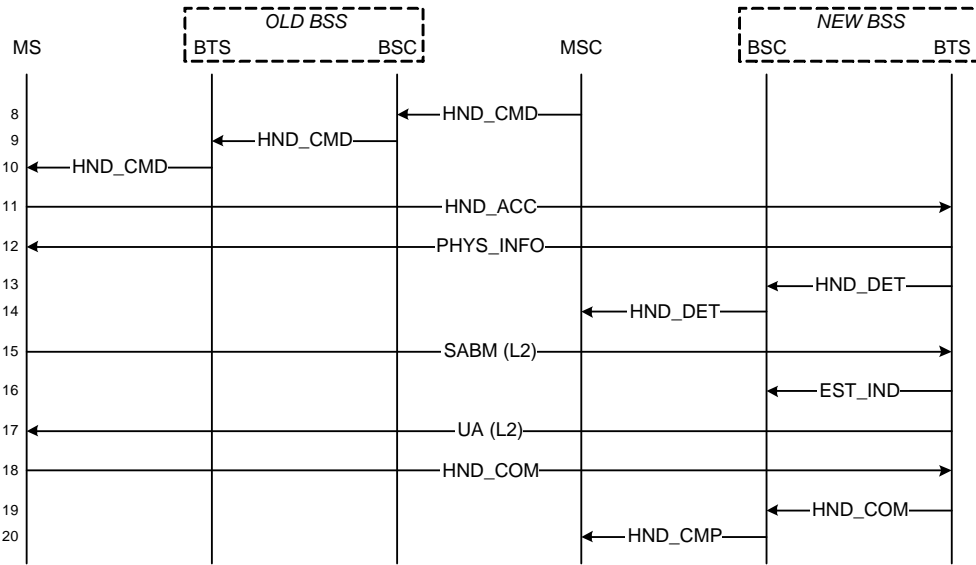 OLD BSS
NEW BSS
MS BTS BSC MSC BSC BTS
8 HND_CMD
9 HND_CMD
10 HND_CMD
11 HND_ACC
12 PHYS_INFO
13 HND_DET
14 HND_DET
15 SABM (L2)
16 EST_IND
17 UA (L2)
18 HND_COM
19 HND_COM
20 HND_CMP